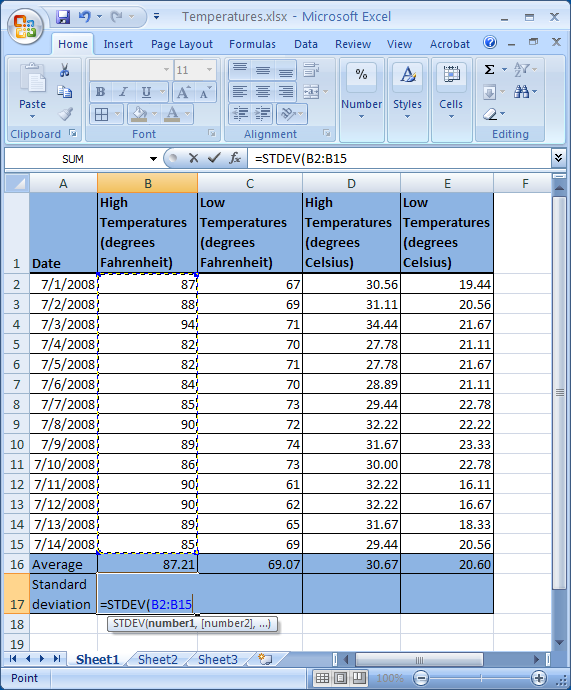 Temperatures.xlsx - Microsoft Excel
Home Insert Page Layout Formulas Data Review View Acrobat
Paste
Clipboard
11
B I U A A
A
Font
Alignment
%
Number
A
Styles
Cells
Σ
Editing
SUM fx =STDEV(B2:B15
A B C D E F
1 Date High Temperatures (degrees Fahrenheit) Low Temperatures (degrees Fahrenheit) High Temperatures (degrees Celsius) Low Temperatures (degrees Celsius)
2 7/1/2008 87 67 30.56 19.44
3 7/2/2008 88 69 31.11 20.56
4 7/3/2008 94 71 34.44 21.67
5 7/4/2008 82 70 27.78 21.11
6 7/5/2008 82 71 27.78 21.67
7 7/6/2008 84 70 28.89 21.11
8 7/7/2008 85 73 29.44 22.78
9 7/8/2008 90 72 32.22 22.22
10 7/9/2008 89 74 31.67 23.33
11 7/10/2008 86 73 30.00 22.78
12 7/11/2008 90 61 32.22 16.11
13 7/12/2008 90 62 32.22 16.67
14 7/13/2008 89 65 31.67 18.33
15 7/14/2008 85 69 29.44 20.56
16 Average 87.21 69.07 30.67 20.60
17 Standard deviation =STDEV(B2:B15
18 STDEV(number1, [number2], ...)
19
Sheet1 Sheet2 Sheet3
Point 100%